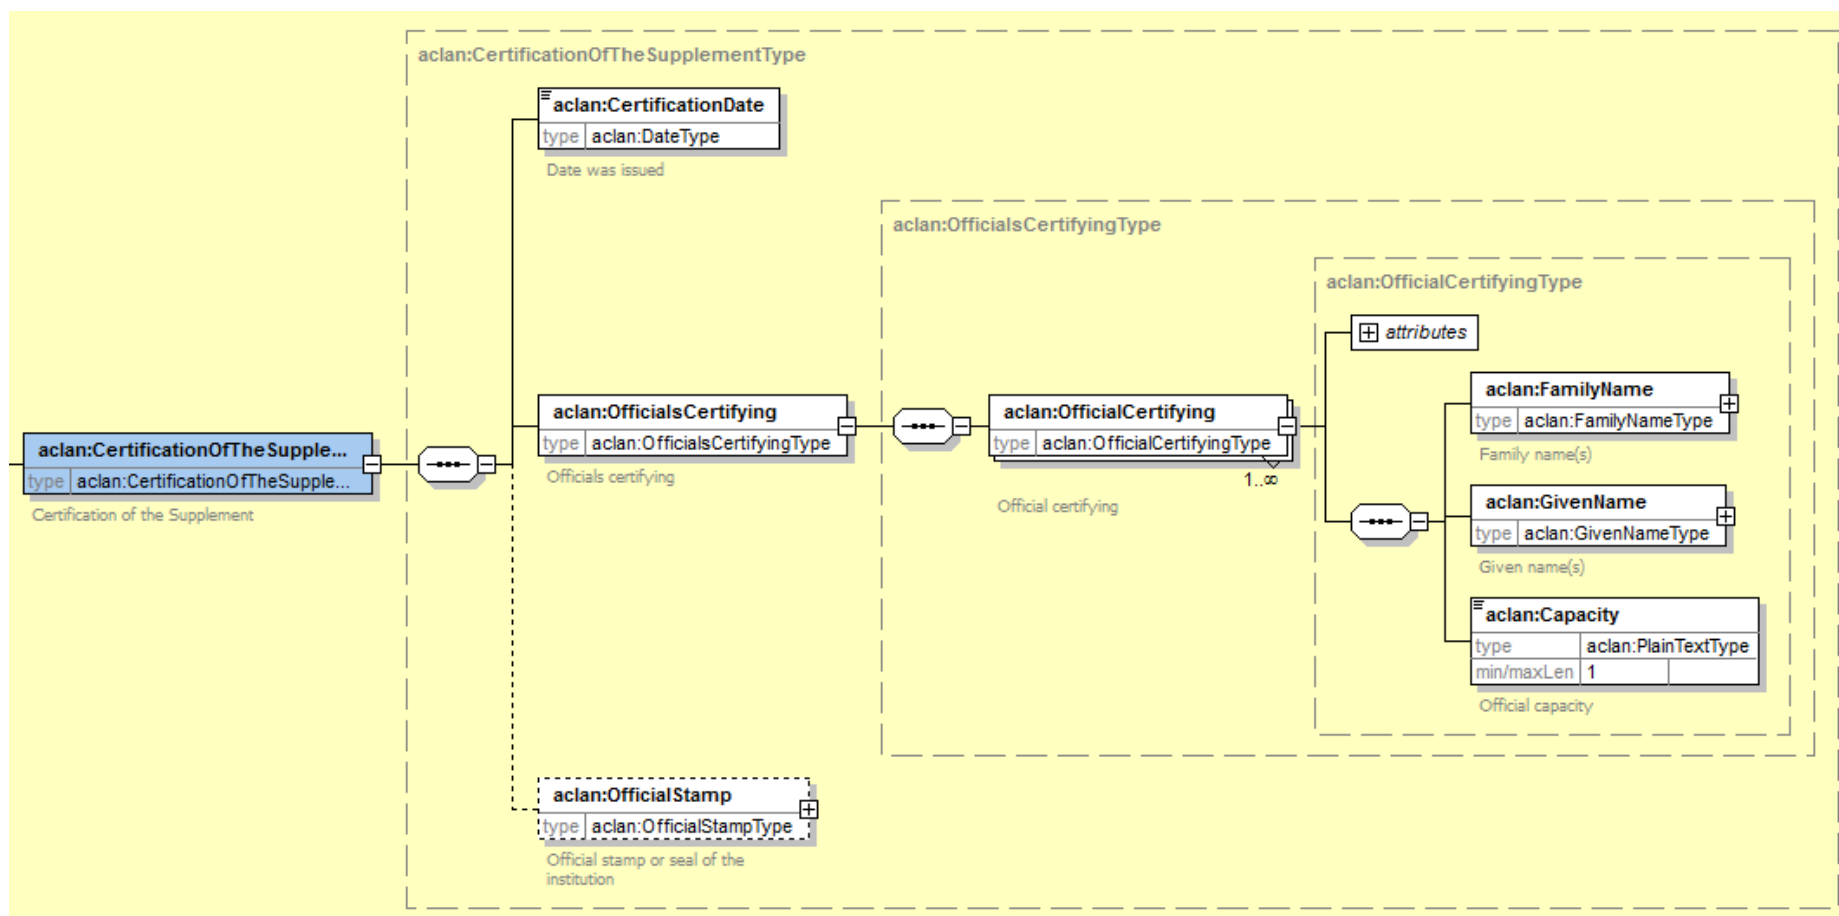 aclan:CertificationOfTheSupplementType
aclan:CertificationDate
type aclan:DateType
Date was issued
aclan:OfficialsCertifyingType
aclan:OfficialCertifyingType
attributes
aclan:FamilyName
type aclan:FamilyNameType
Family name(s)
aclan:OfficialsCertifying
type aclan:OfficialsCertifyingType
Officials certifying
aclan:OfficialCertifying
type aclan:OfficialCertifyingType
1..∞
Official certifying
aclan:CertificationOfTheSupple...
type aclan:CertificationOfTheSupple...
Certification of the Supplement
aclan:GivenName
type aclan:GivenNameType
Given name(s)
aclan:Capacity
type aclan:PlainTextType
min/maxLen 1
Official capacity
aclan:OfficialStamp
type aclan:OfficialStampType
Official stamp or seal of the
institution